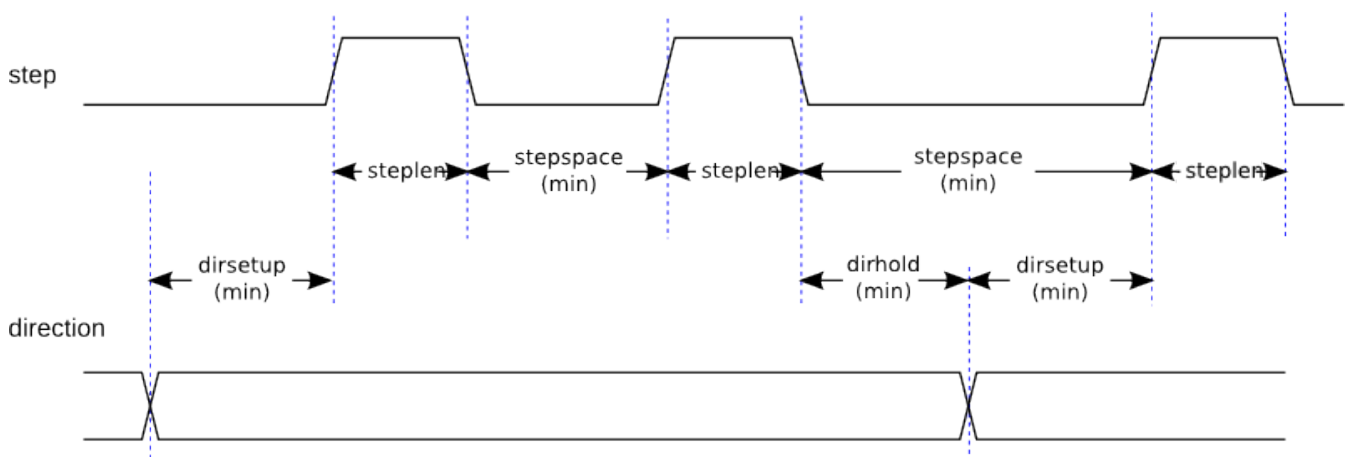 step
steplen
stepspace
(min)
steplen
stepspace
(min)
steplen
dirsetup
(min)
dirhold
(min)
dirsetup
(min)
direction